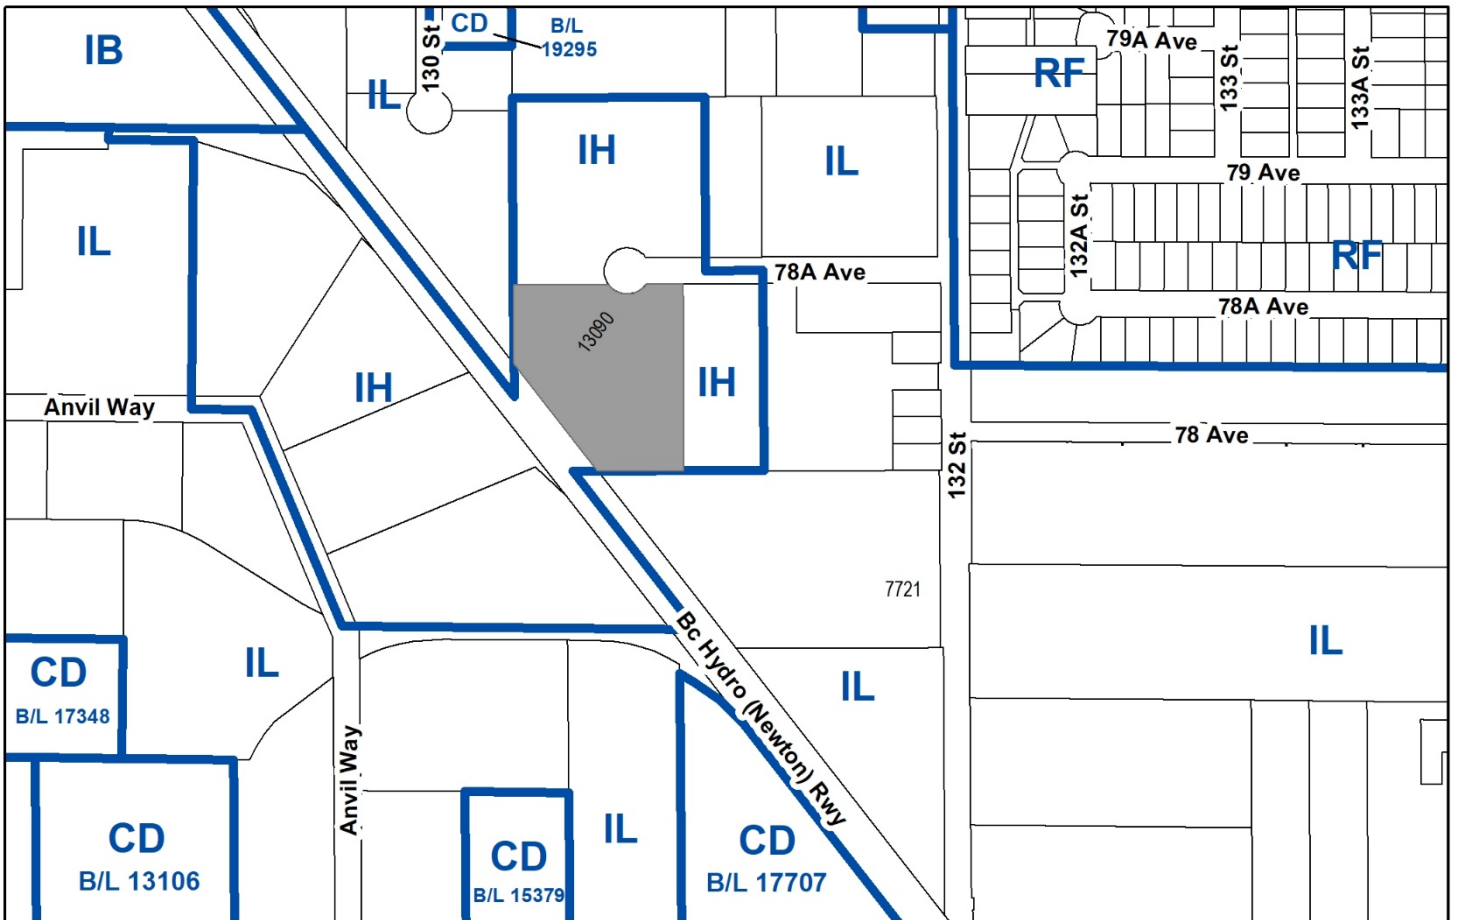 CD
B/L
19295
IB
130 St
79A Ave
RF
133 St
133A St
IL
IH
IL
79 Ave
IL
132A St
RF
78A Ave
78A Ave
13090
IH
IH
Anvil Way
78 Ave
132 St
7721
Bc Hydro (Newton) Rwy
IL
IL
CD
B/L 17348
IL
Anvil Way
CD
B/L 13106
IL
CD
B/L 15379
CD
B/L 17707